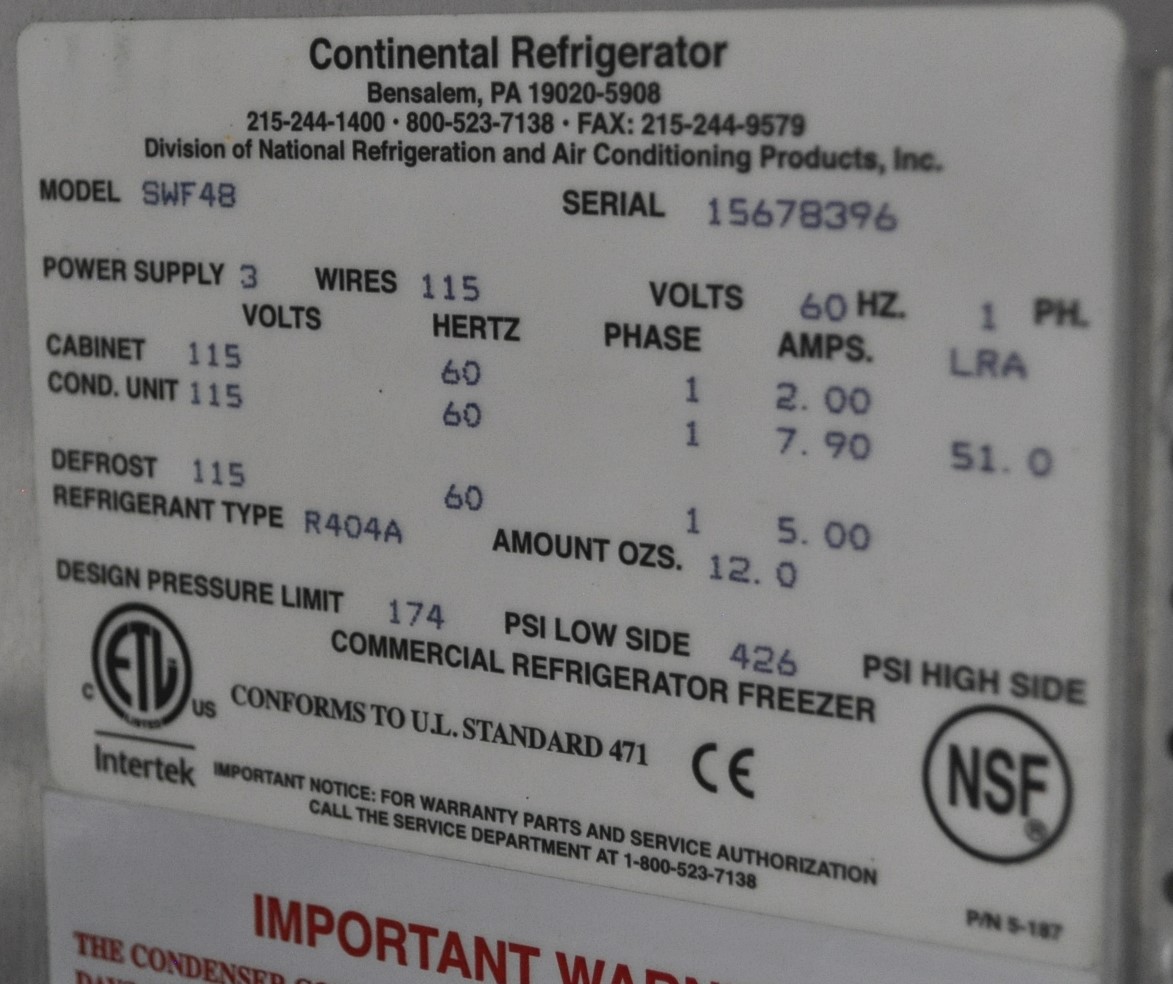 Continental Refrigerator
Bensalem, PA 19020-5908
215-244-1400 · 800-523-7138 · FAX: 215-244-9579
Division of National Refrigeration and Air Conditioning Products, Inc.
MODEL SWF48 SERIAL 15678396
POWER SUPPLY 3 WIRES 115 VOLTS 60 HZ. 1 PH.
VOLTS HERTZ PHASE AMPS. LRA
CABINET 115 60 1 2.00
COND. UNIT 115 60 1 7.90 51.0
DEFROST 115 60 1 5.00
REFRIGERANT TYPE R404A AMOUNT OZS. 12.0
DESIGN PRESSURE LIMIT 174 PSI LOW SIDE 426 PSI HIGH SIDE
COMMERCIAL REFRIGERATOR FREEZER
C ETL US LISTED
Intertek
CONFORMS TO U.L. STANDARD 471 CE
NSF®
IMPORTANT NOTICE: FOR WARRANTY PARTS AND SERVICE AUTHORIZATION
CALL THE SERVICE DEPARTMENT AT 1-800-523-7138
P/N 5-187
IMPORTANT
THE CONDENSER